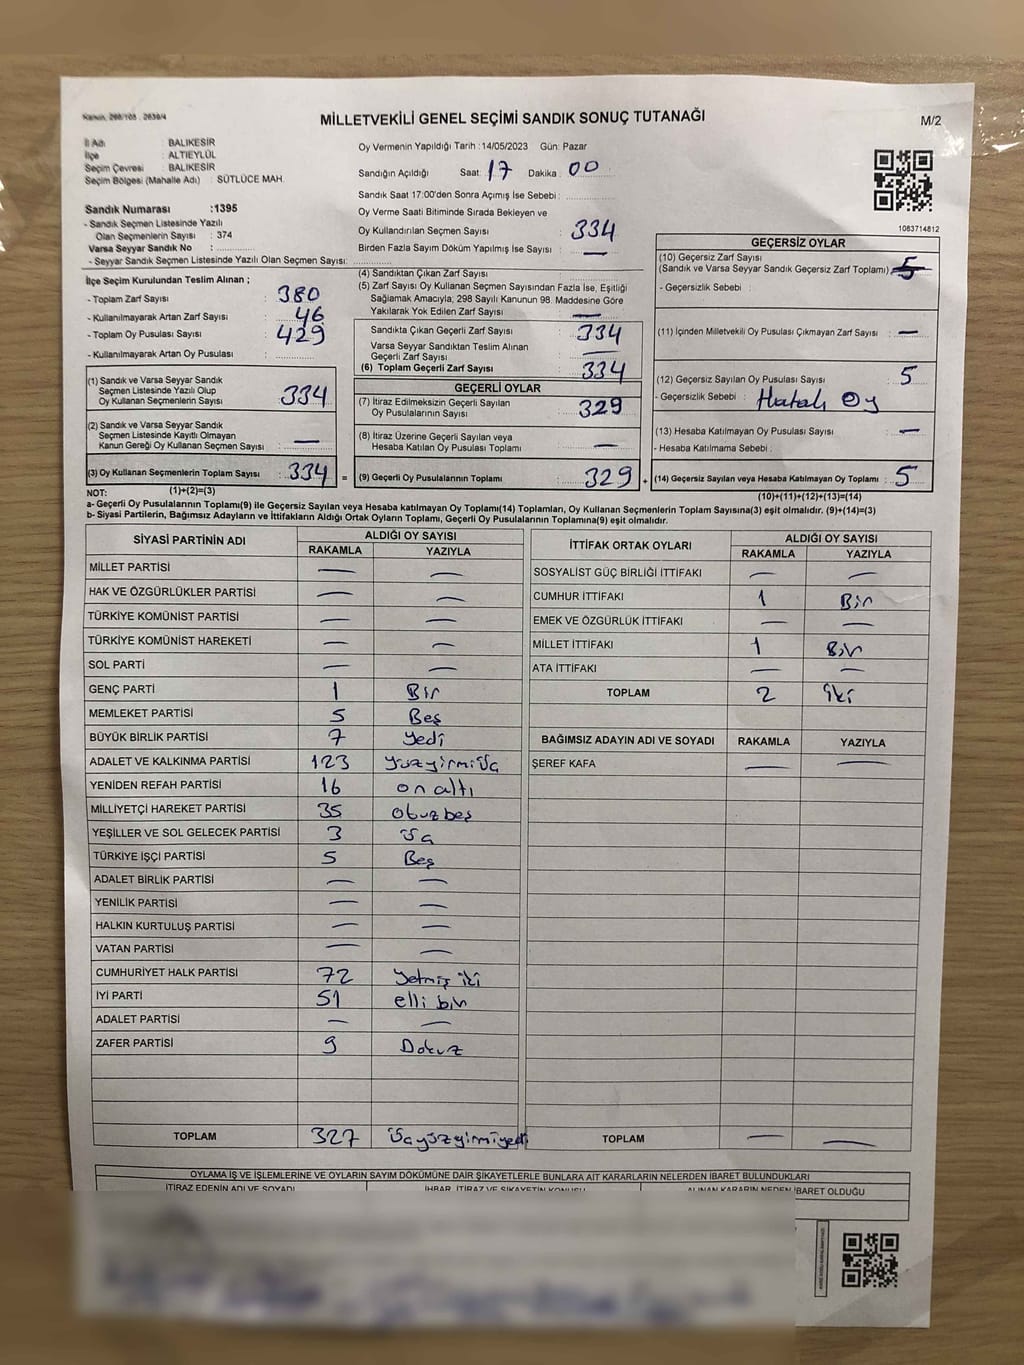 Kanun, 298/105 . 2839/4
MİLLETVEKİLİ GENEL SEÇİMİ SANDIK SONUÇ TUTANAĞI
M/2
İl Adı : BALIKESİR
İlçe : ALTIEYLÜL
Seçim Çevresi : BALIKESİR
Seçim Bölgesi (Mahalle Adı) : SÜTLÜCE MAH.
Sandık Numarası : 1395
- Sandık Seçmen Listesinde Yazılı
Olan Seçmenlerin Sayısı : 374
Varsa Seyyar Sandık No :
- Seyyar Sandık Seçmen Listesinde Yazılı Olan Seçmen Sayısı:
Oy Vermenin Yapıldığı Tarih : 14/05/2023 Gün: Pazar
Sandığın Açıldığı Saat: 17 Dakika : 00
Sandık Saat 17:00'den Sonra Açımış İse Sebebi :
Oy Verme Saati Bitiminde Sırada Bekleyen ve
Oy Kullandırılan Seçmen Sayısı : 334
Birden Fazla Sayım Döküm Yapılmış İse Sayısı : —
1083714812
İlçe Seçim Kurulundan Teslim Alınan ;
- Toplam Zarf Sayısı : 380
- Kullanılmayarak Artan Zarf Sayısı : 46
- Toplam Oy Pusulası Sayısı : 429
- Kullanılmayarak Artan Oy Pusulası :
(1) Sandık ve Varsa Seyyar Sandık
Seçmen Listesinde Yazılı Olup
Oy Kullanan Seçmenlerin Sayısı : 334
(2) Sandık ve Varsa Seyyar Sandık
Seçmen Listesinde Kayıtlı Olmayan
Kanun Gereği Oy Kullanan Seçmen Sayısı : —
(3) Oy Kullanan Seçmenlerin Toplam Sayısı : 334 =
(4) Sandıktan Çıkan Zarf Sayısı :
(5) Zarf Sayısı Oy Kullanan Seçmen Sayısından Fazla İse, Eşitliği
Sağlamak Amacıyla, 298 Sayılı Kanunun 98. Maddesine Göre
Yakılarak Yok Edilen Zarf Sayısı : —
Sandıkta Çıkan Geçerli Zarf Sayısı : 334
Varsa Seyyar Sandıktan Teslim Alınan
Geçerli Zarf Sayısı : —
(6) Toplam Geçerli Zarf Sayısı : 334
GEÇERLİ OYLAR
(7) İtiraz Edilmeksizin Geçerli Sayılan
Oy Pusulalarının Sayısı : 329
(8) İtiraz Üzerine Geçerli Sayılan veya
Hesaba Katılan Oy Pusulası Toplamı : —
(9) Geçerli Oy Pusulalarının Toplamı : 329 +
GEÇERSİZ OYLAR
(10) Geçersiz Zarf Sayısı
(Sandık ve Varsa Seyyar Sandık Geçersiz Zarf Toplamı) : 5
- Geçersizlik Sebebi :
(11) İçinden Milletvekili Oy Pusulası Çıkmayan Zarf Sayısı : —
(12) Geçersiz Sayılan Oy Pusulası Sayısı : 5
- Geçersizlik Sebebi : Hatalı Oy
(13) Hesaba Katılmayan Oy Pusulası Sayısı : —
- Hesaba Katılmama Sebebi :
(14) Geçersiz Sayılan veya Hesaba Katılmayan Oy Toplamı : 5
NOT: (1)+(2)=(3)
(10)+(11)+(12)+(13)=(14)
a- Geçerli Oy Pusulalarının Toplamı(9) ile Geçersiz Sayılan veya Hesaba Katılmayan Oy Toplamı(14) Toplamları, Oy Kullanan Seçmenlerin Toplam Sayısına(3) eşit olmalıdır. (9)+(14)=(3)
b- Siyasi Partilerin, Bağımsız Adayların ve İttifakların Aldığı Ortak Oyların Toplamı, Geçerli Oy Pusulalarının Toplamına(9) eşit olmalıdır.
SİYASİ PARTİNİN ADI ALDIĞI OY SAYISI
RAKAMLA YAZIYLA
MİLLET PARTİSİ — —
HAK VE ÖZGÜRLÜKLER PARTİSİ — —
TÜRKİYE KOMÜNİST PARTİSİ — —
TÜRKİYE KOMÜNİST HAREKETİ — —
SOL PARTİ — —
GENÇ PARTİ 1 Bir
MEMLEKET PARTİSİ 5 Beş
BÜYÜK BİRLİK PARTİSİ 7 Yedi
ADALET VE KALKINMA PARTİSİ 123 yüzyirmiüç
YENİDEN REFAH PARTİSİ 16 on altı
MİLLİYETÇİ HAREKET PARTİSİ 35 otuzbeş
YEŞİLLER VE SOL GELECEK PARTİSİ 3 üç
TÜRKİYE İŞÇİ PARTİSİ 5 Beş
ADALET BİRLİK PARTİSİ — —
YENİLİK PARTİSİ — —
HALKIN KURTULUŞ PARTİSİ — —
VATAN PARTİSİ — —
CUMHURİYET HALK PARTİSİ 72 yetmiş iki
İYİ PARTİ 51 elli bir
ADALET PARTİSİ — —
ZAFER PARTİSİ 9 Dokuz
TOPLAM 327 üçyüzyirmiyedi
İTTİFAK ORTAK OYLARI ALDIĞI OY SAYISI
RAKAMLA YAZIYLA
SOSYALİST GÜÇ BİRLİĞİ İTTİFAKI — —
CUMHUR İTTİFAKI 1 Bir
EMEK VE ÖZGÜRLÜK İTTİFAKI — —
MİLLET İTTİFAKI 1 Bir
ATA İTTİFAKI — —
TOPLAM 2 iki
BAĞIMSIZ ADAYIN ADI VE SOYADI RAKAMLA YAZIYLA
ŞEREF KAFA — —
TOPLAM — —
OYLAMA İŞ VE İŞLEMLERİNE VE OYLARIN SAYIM DÖKÜMÜNE DAİR ŞİKAYETLERLE BUNLARA AİT KARARLARIN NELERDEN İBARET BULUNDUKLARI
İTİRAZ EDENİN ADI VE SOYADI İHBAR, İTİRAZ VE ŞİKAYETİN KONUSU ALINAN KARARIN NEDEN İBARET OLDUĞU